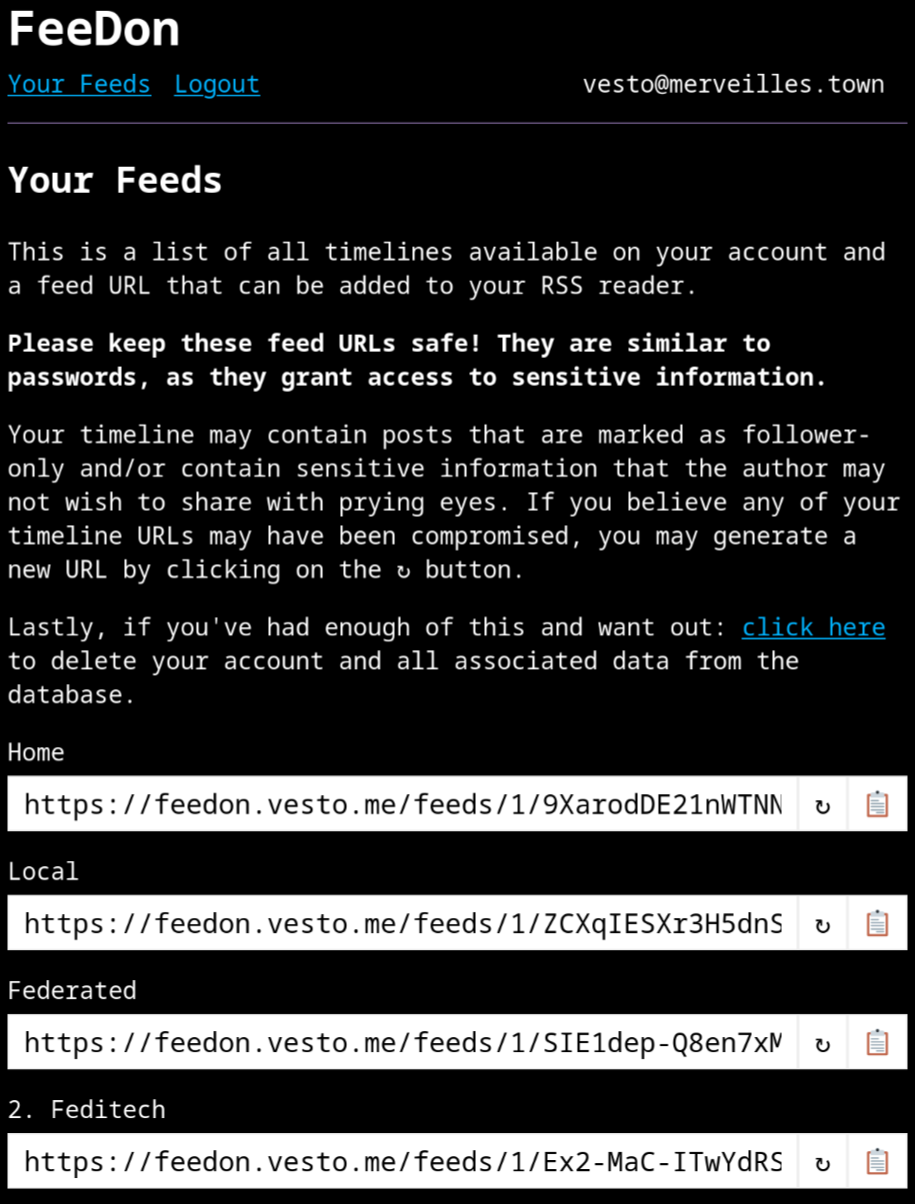 FeeDon
Your Feeds Logout vesto@merveilles.town
Your Feeds
This is a list of all timelines available on your account and
a feed URL that can be added to your RSS reader.
Please keep these feed URLs safe! They are similar to
passwords, as they grant access to sensitive information.
Your timeline may contain posts that are marked as follower-
only and/or contain sensitive information that the author may
not wish to share with prying eyes. If you believe any of your
timeline URLs may have been compromised, you may generate a
new URL by clicking on the ↻ button.
Lastly, if you've had enough of this and want out: click here
to delete your account and all associated data from the
database.
Home
https://feedon.vesto.me/feeds/1/9XarodDE21nWTNN ↻ 📋
Local
https://feedon.vesto.me/feeds/1/ZCXqIESXr3H5dnS ↻ 📋
Federated
https://feedon.vesto.me/feeds/1/SIE1dep-Q8en7xM ↻ 📋
2. Feditech
https://feedon.vesto.me/feeds/1/Ex2-MaC-ITwYdRS ↻ 📋